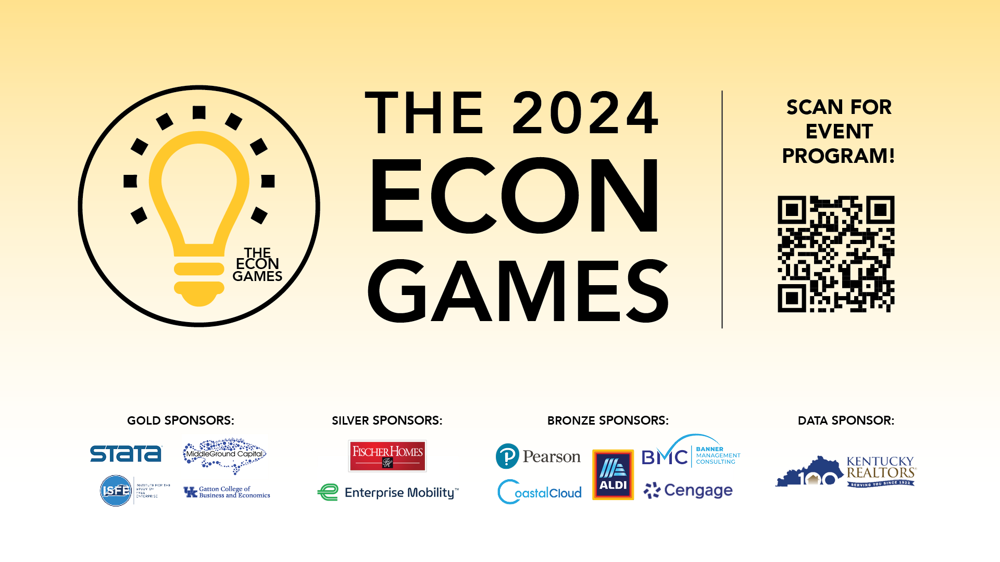 THE
ECON
GAMES
THE 2024
ECON
GAMES
SCAN FOR
EVENT
PROGRAM!
GOLD SPONSORS:
STATA
MiddleGround Capital
ISFE
INSTITUTE FOR THE
STUDY OF
FREE
ENTERPRISE
UK
Gatton College of
Business and Economics
SILVER SPONSORS:
FISCHER HOMES
FH
Enterprise Mobility™
BRONZE SPONSORS:
Pearson
CoastalCloud
ALDI
BMC
BANNER
MANAGEMENT
CONSULTING
Cengage
DATA SPONSOR:
100
KENTUCKY
REALTORS®
SERVING YOU SINCE 1922